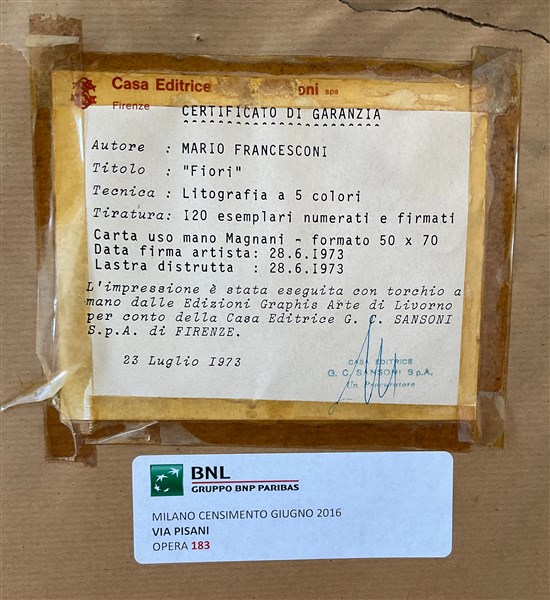 Casa Editrice oni spa
Firenze
CERTIFICATO DI GARANZIA
Autore : MARIO FRANCESCONI
Titolo : "Fiori"
Tecnica : Litografia a 5 colori
Tiratura: I20 esemplari numerati e firmati
Carta uso mano Magnani - formato 50 x 70
Data firma artista: 28.6.I973
Lastra distrutta : 28.6.I973
L'impressione è stata eseguita con torchio a
mano dalle Edizioni Graphis Arte di Livorno
per conto della Casa Editrice G. C. SANSONI
S.p.A. di FIRENZE.
23 Luglio I973
CASA EDITRICE
G. C. SANSONI S.p.A.
Un Procuratore
BNL
GRUPPO BNP PARIBAS
MILANO CENSIMENTO GIUGNO 2016
VIA PISANI
OPERA 183